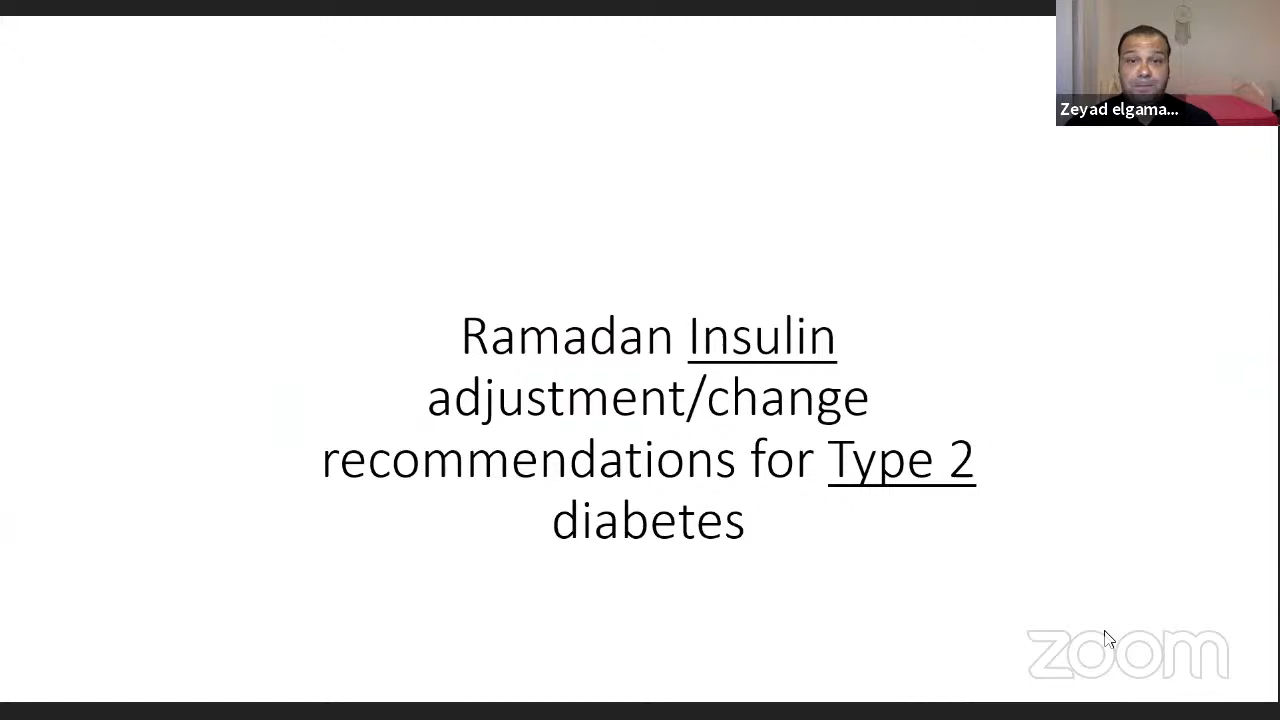 Zeyad elgama...
Ramadan Insulin
adjustment/change
recommendations for Type 2
diabetes
zoom